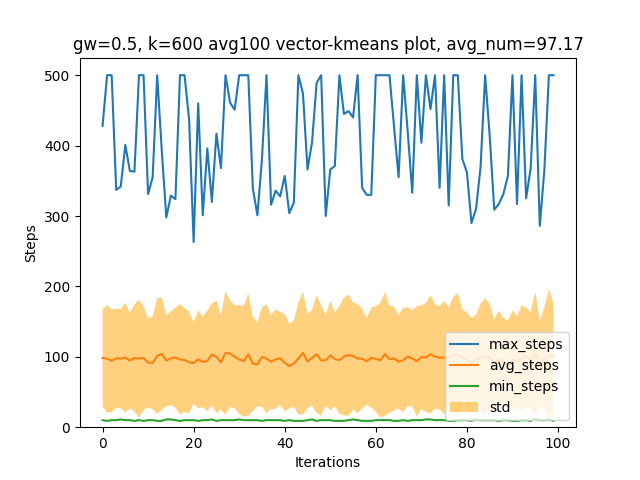 gw=0.5, k=600 avg100 vector-kmeans plot, avg_num=97.17
500
400
300
200
100
0
Steps
max_steps
avg_steps
min_steps
std
0 20 40 60 80 100
Iterations